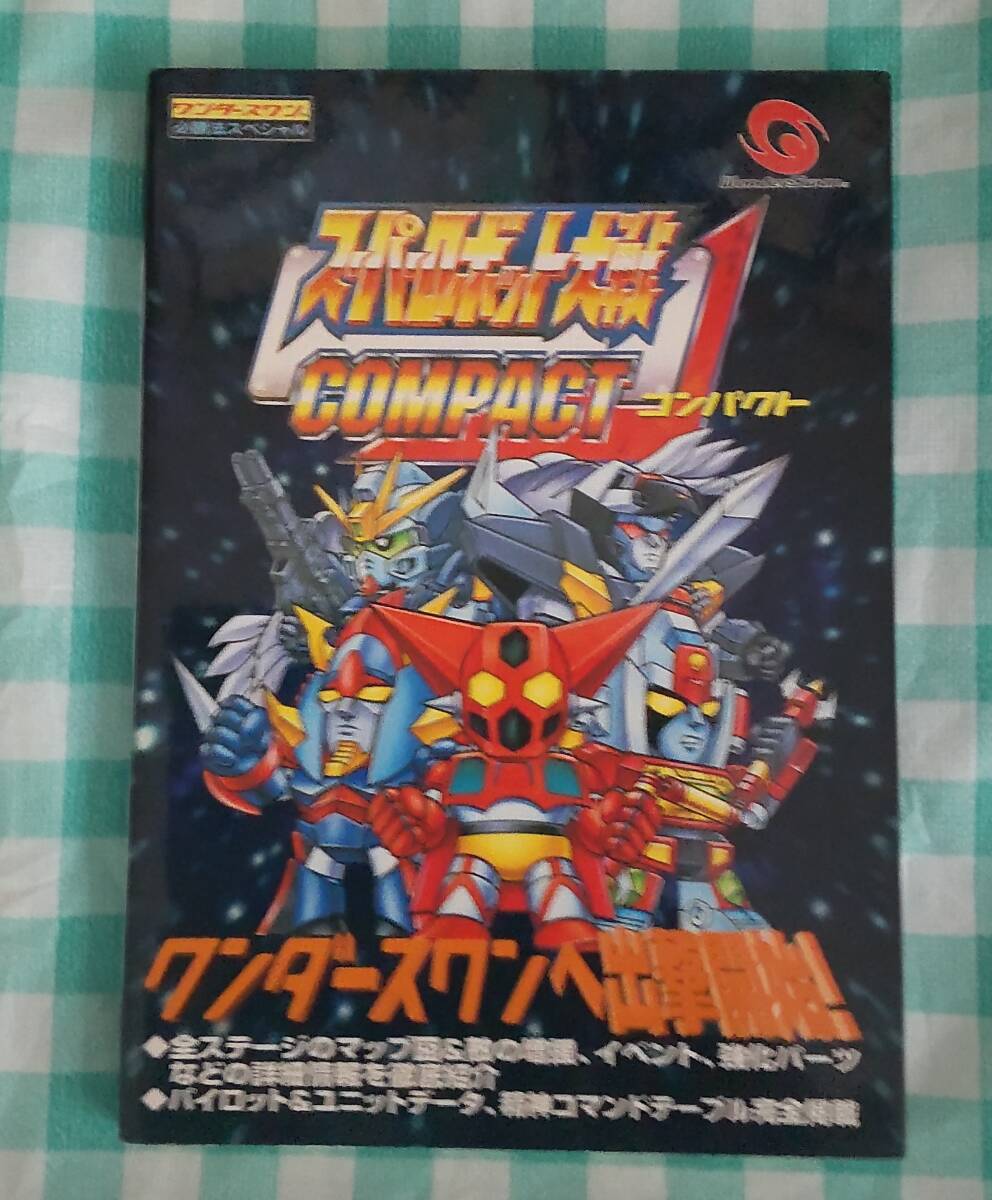 ワンダースワン
必勝法スペシャル
WonderSwan
スーパーロボット大戦
COMPACT
コンパクト
ワンダースワンへ出撃開始!
◆全ステージのマップ図&敵の増援、イベント、強化パーツ
などの詳細情報を徹底紹介
◆パイロット&ユニットデータ、精神コマンドテーブル完全掲載